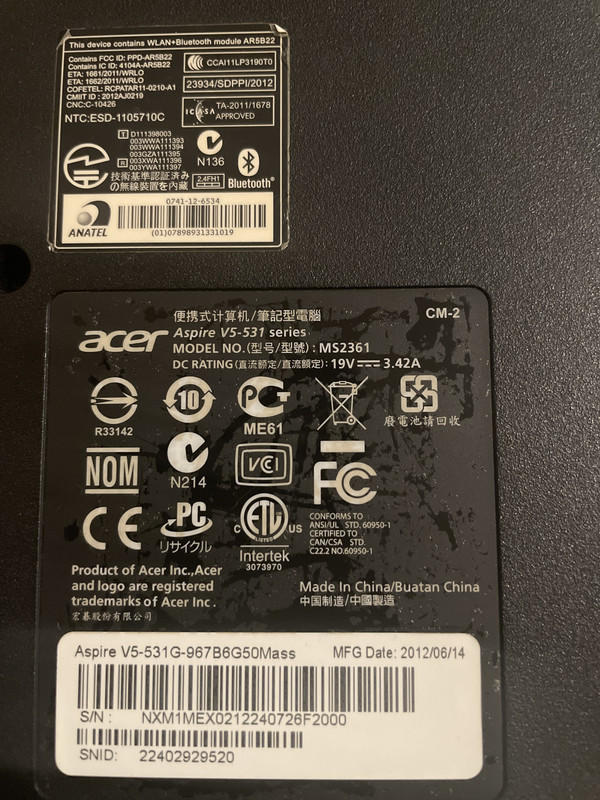 This device contains WLAN+Bluetooth module AR5B22
Contains FCC ID: PPD-AR5B22
Contains IC ID: 4104A-AR5B22
ETA: 1661/2011/WRLO
ETA: 1662/2011/WRLO
COFETEL: RCPATAR11-0210-A1
CMIIT ID: 2012AJ0219
CNC:C-10426
NTC:ESD-1105710C
CCAI11LP3190T0
23934/SDPPI/2012
ICASA
TA-2011/1678
APPROVED
T D111398003
003WWA111393
003WWA111394
003GZA111395
R 003XWA111396
003YWA111397
N136
技術基準認証済み
の無線装置を内蔵
2.4FH1
Bluetooth®
ANATEL
0741-12-6534
(01)07898931331019
便携式计算机/筆記型電腦
CM-2
acer
Aspire V5-531 series
MODEL NO.(型号/型號) : MS2361
DC RATING(直流额定/直流額定) : 19V 3.42A
R33142
10
PCT
ME61
廢電池請回收
NOM
N214
VCI
FC
CE
PC
リサイクル
C ETL US
LISTED
Intertek
3073970
CONFORMS TO
ANSI/UL STD. 60950-1
CERTIFIED TO
CAN/CSA STD.
C22.2 NO.60950-1
Product of Acer Inc.,Acer
and logo are registered
trademarks of Acer Inc .
宏碁股份有限公司
Made In China/Buatan China
中国制造/中國製造
Aspire V5-531G-967B6G50Mass
MFG Date: 2012/06/14
S/N : NXM1MEX0212240726F2000
SNID: 22402929520